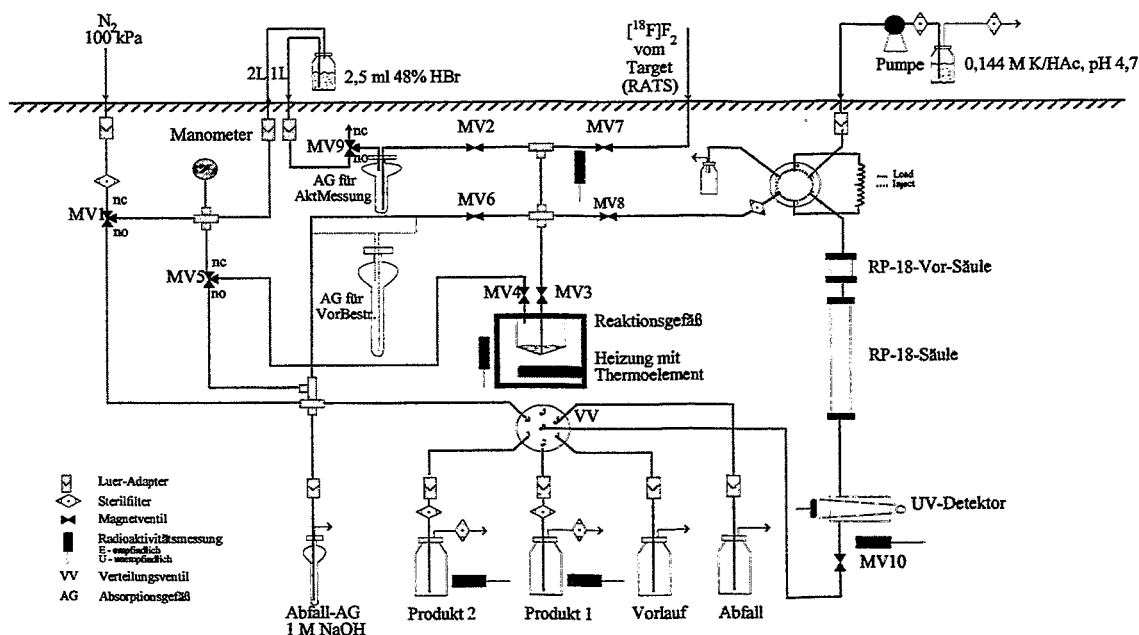 N₂
100 kPa
2L 1L
2,5 ml 48% HBr
[¹⁸F]F₂
vom
Target
(RATS)
Pumpe
0,144 M K/HAc, pH 4,7
Manometer
nc
MV9
no
MV2
MV7
AG für
AktMessung
Load
Inject
nc
MV1
no
MV6
MV8
nc
MV5
no
AG für
VorBestr.
MV4
MV3
RP-18-Vor-Säule
Reaktionsgefäß
Heizung mit
Thermoelement
RP-18-Säule
VV
Luer-Adapter
Sterilfilter
Magnetventil
Radioaktivitätsmessung
E - empfindlich
U - unempfindlich
VV Verteilungsventil
AG Absorptionsgefäß
UV-Detektor
MV10
Abfall-AG
1 M NaOH
Produkt 2
Produkt 1
Vorlauf
Abfall